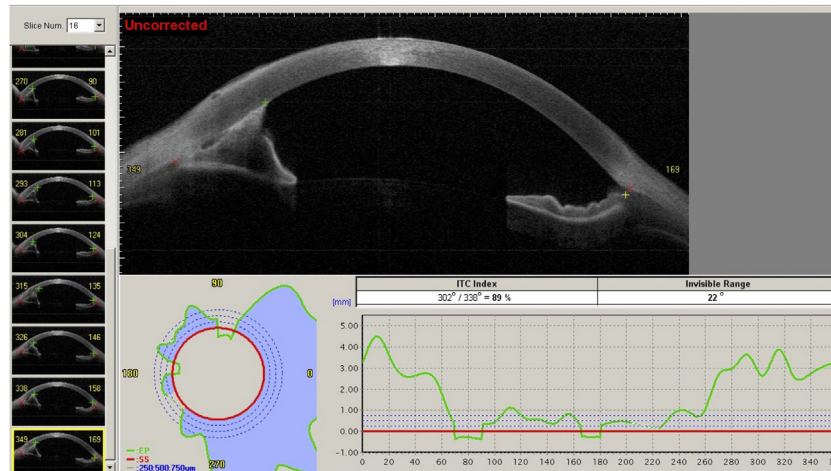 Slice Num. 16
Uncorrected
270 90
281 101
293 113
304 124
315 135
326 146
338 158
349 169
349
169
90
180
0
270
:EP
:SS
:250:500:750um
ITC Index
Invisible Range
302° / 338° = 89 %
22 °
[mm]
5.00
4.00
3.00
2.00
1.00
0.00
-1.00
0 20 40 60 80 100 120 140 160 180 200 220 240 260 280 300 320 340 36